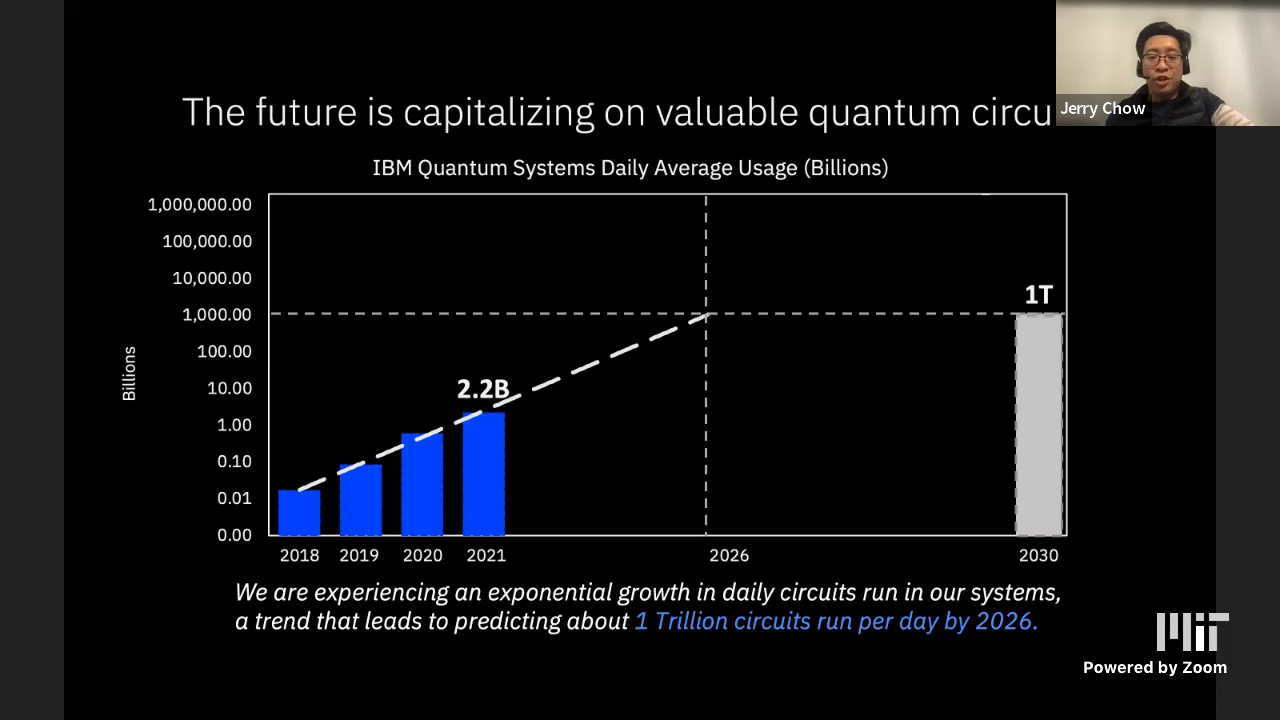 The future is capitalizing on valuable quantum circu
Jerry Chow
IBM Quantum Systems Daily Average Usage (Billions)
1,000,000.00
100,000.00
10,000.00
1,000.00
100.00
10.00
1.00
0.10
0.01
0.00
Billions
2.2B
1T
2018 2019 2020 2021 2026 2030
We are experiencing an exponential growth in daily circuits run in our systems,
a trend that leads to predicting about 1 Trillion circuits run per day by 2026.
MIT
Powered by Zoom